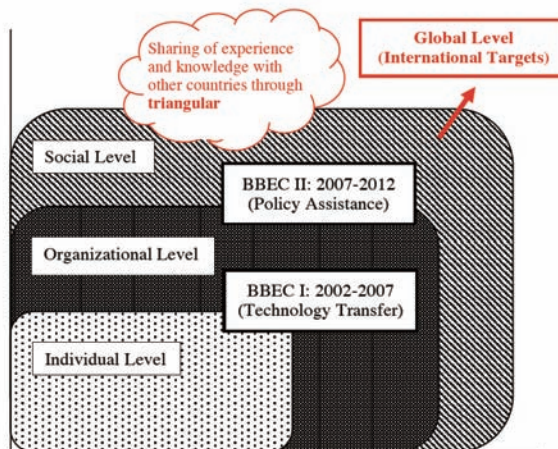 Sharing of experience
and knowledge with
other countries through
triangular
Global Level
(International Targets)
Social Level
BBEC II: 2007-2012
(Policy Assistance)
Organizational Level
BBEC I: 2002-2007
(Technology Transfer)
Individual Level